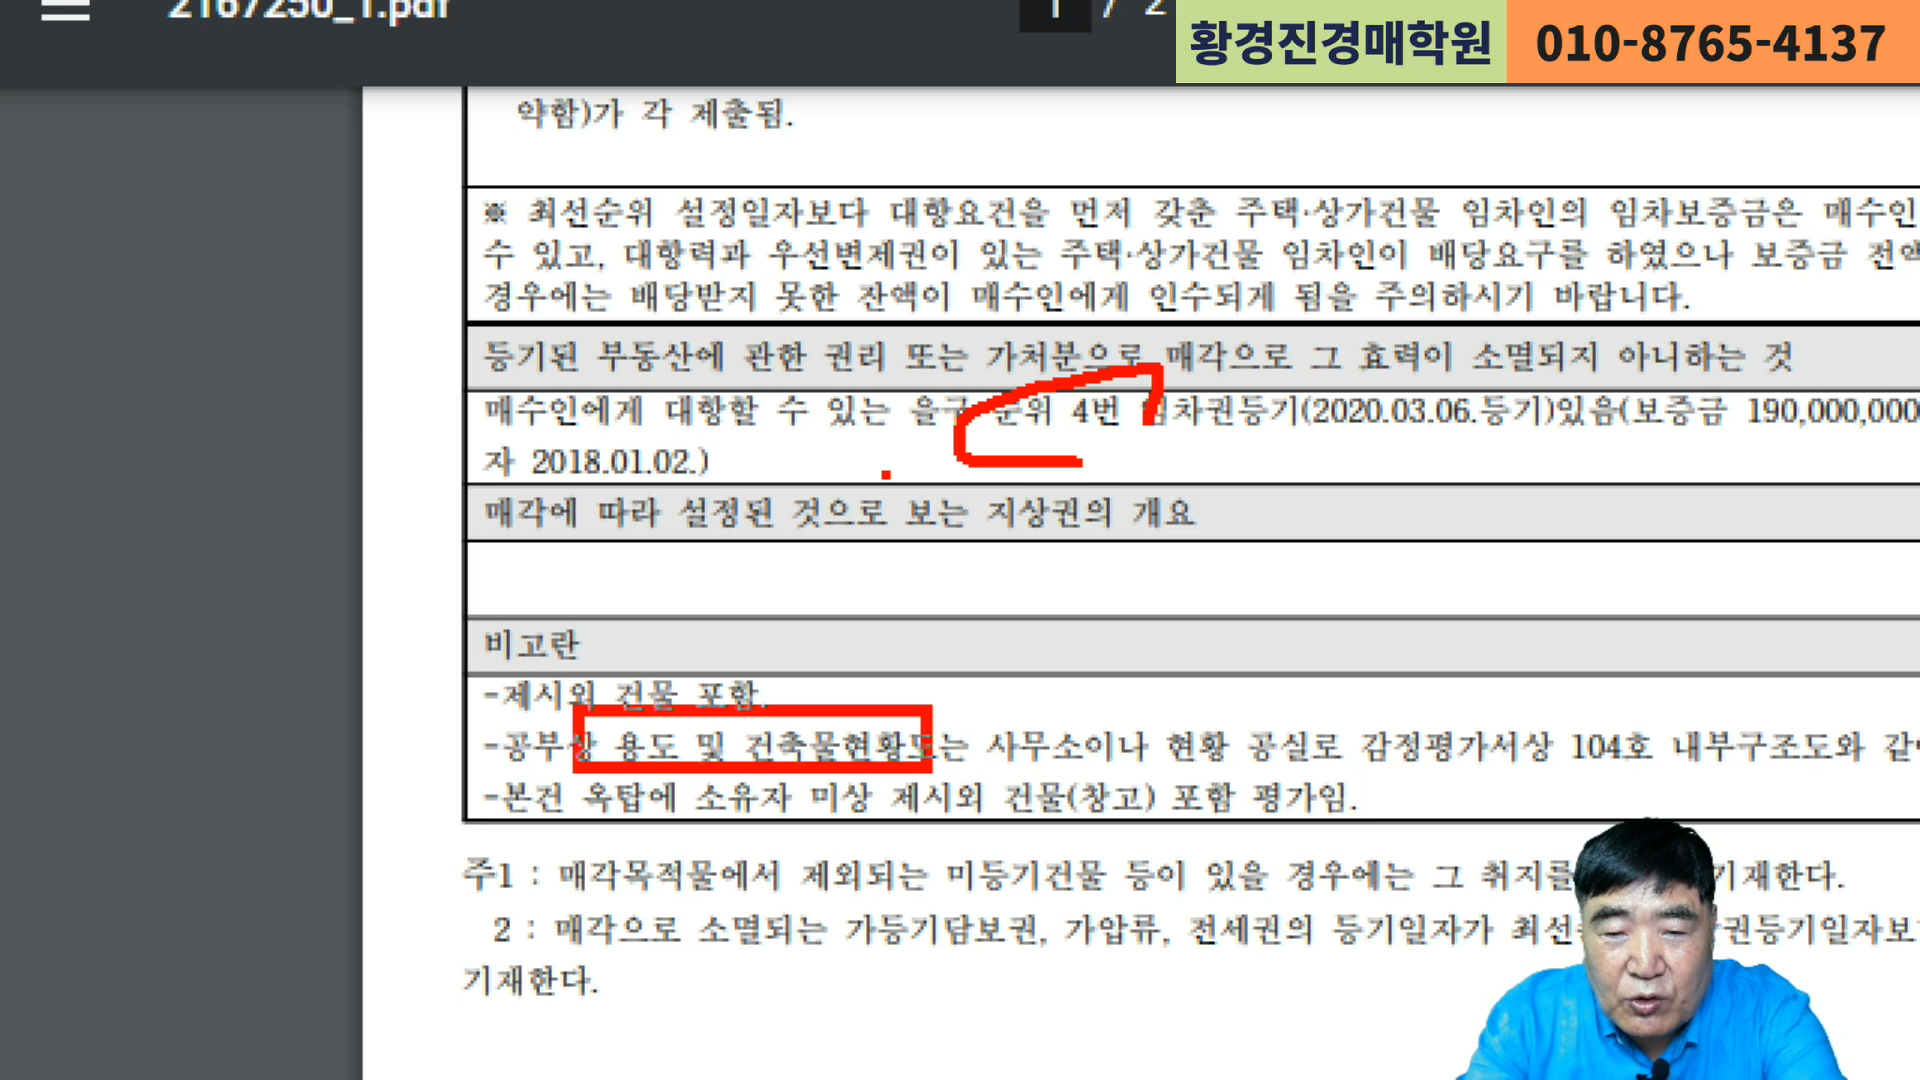 2167250_1.pdf
1 / 2
황경진경매학원 010-8765-4137
약함)가 각 제출됨.
※ 최선순위 설정일자보다 대항요건을 먼저 갖춘 주택·상가건물 임차인의 임차보증금은 매수인
수 있고, 대항력과 우선변제권이 있는 주택·상가건물 임차인이 배당요구를 하였으나 보증금 전액
경우에는 배당받지 못한 잔액이 매수인에게 인수되게 됨을 주의하시기 바랍니다.
등기된 부동산에 관한 권리 또는 가처분으로 매각으로 그 효력이 소멸되지 아니하는 것
매수인에게 대항할 수 있는 을구 순위 4번 임차권등기(2020.03.06.등기)있음(보증금 190,000,000
자 2018.01.02.)
매각에 따라 설정된 것으로 보는 지상권의 개요
비고란
-제시외 건물 포함.
-공부상 용도 및 건축물현황도는 사무소이나 현황 공실로 감정평가서상 104호 내부구조도와 같
-본건 옥탑에 소유자 미상 제시외 건물(창고) 포함 평가임.
주1 : 매각목적물에서 제외되는 미등기건물 등이 있을 경우에는 그 취지를 기재한다.
2 : 매각으로 소멸되는 가등기담보권, 가압류, 전세권의 등기일자가 최선 권등기일자보
기재한다.